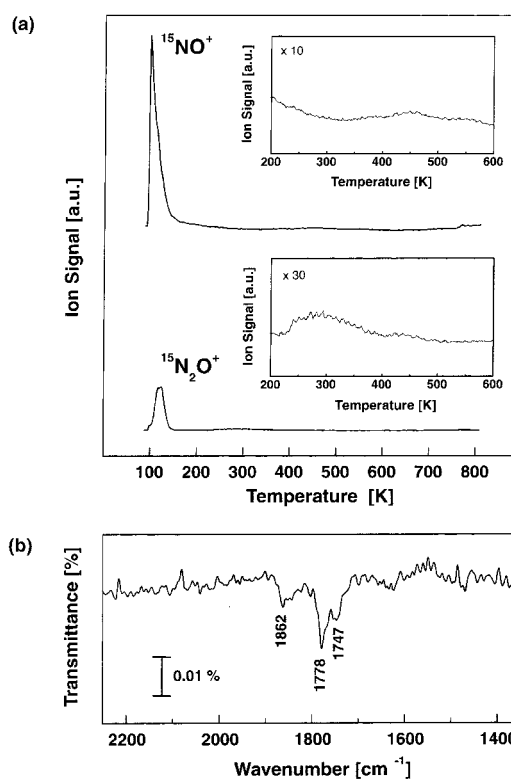 (a)
¹⁵NO⁺
x 10
Ion Signal [a.u.]
200 300 400 500 600
Temperature [K]
Ion Signal [a.u.]
x 30
Ion Signal [a.u.]
200 300 400 500 600
Temperature [K]
¹⁵N₂O⁺
100 200 300 400 500 600 700 800
Temperature [K]
(b)
Transmittance [%]
1862
1778
1747
0.01 %
2200 2000 1800 1600 1400
Wavenumber [cm⁻¹]